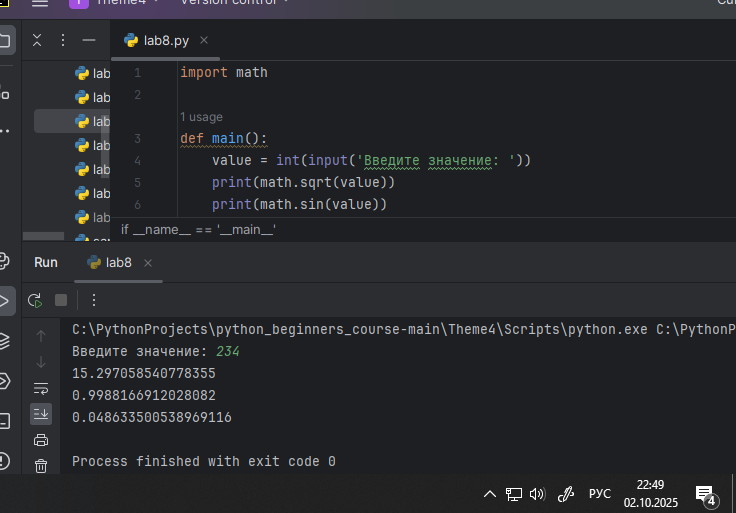 Theme4 Version control Cu
lab8.py
lab
lab
lab
lab
lab
lab
lab
1 import math
2
1 usage
3 def main():
4 value = int(input('Введите значение: '))
5 print(math.sqrt(value))
6 print(math.sin(value))
if __name__ == '__main__'
Run lab8
C:\PythonProjects\python_beginners_course-main\Theme4\Scripts\python.exe C:\PythonP
Введите значение: 234
15.297058540778355
0.9988166912028082
0.048633500538969116
Process finished with exit code 0
РУС
22:49
02.10.2025
4